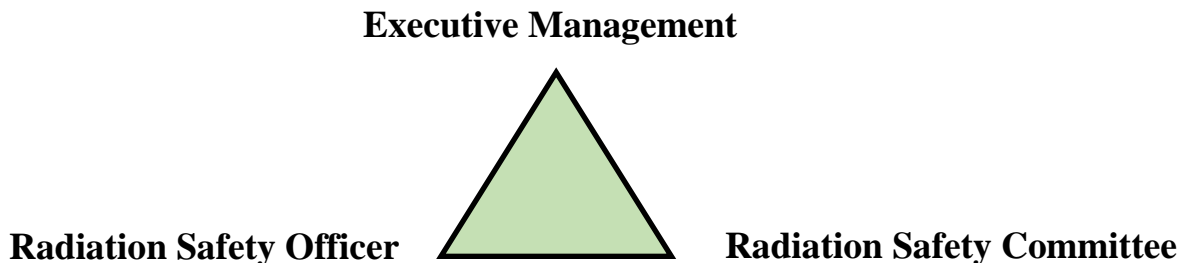 Executive Management
Radiation Safety Officer
Radiation Safety Committee